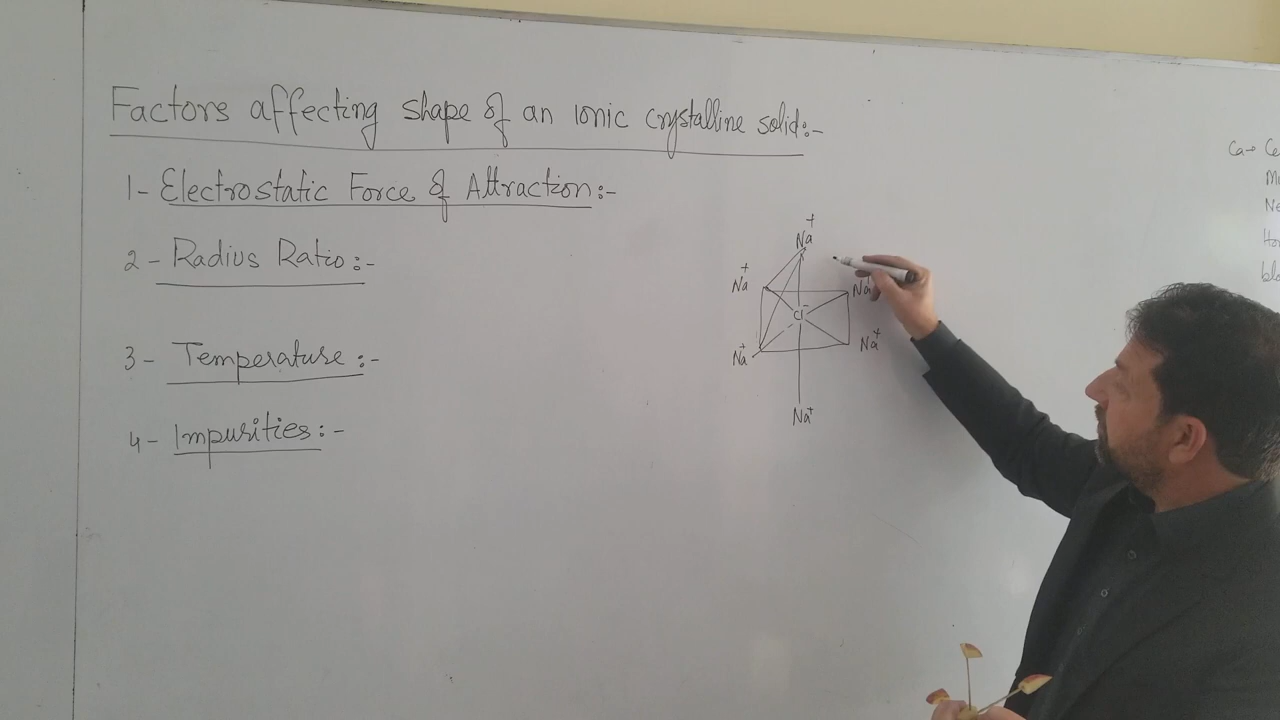 Factors affecting shape of an ionic crystalline solid:-
1- Electrostatic Force of Attraction:-
2- Radius Ratio:-
3- Temperature:-
4- Impurities:-
Na⁺
Na⁺
Na⁺
Cl⁻
Na⁺
Na⁺
Na⁺
Ca→